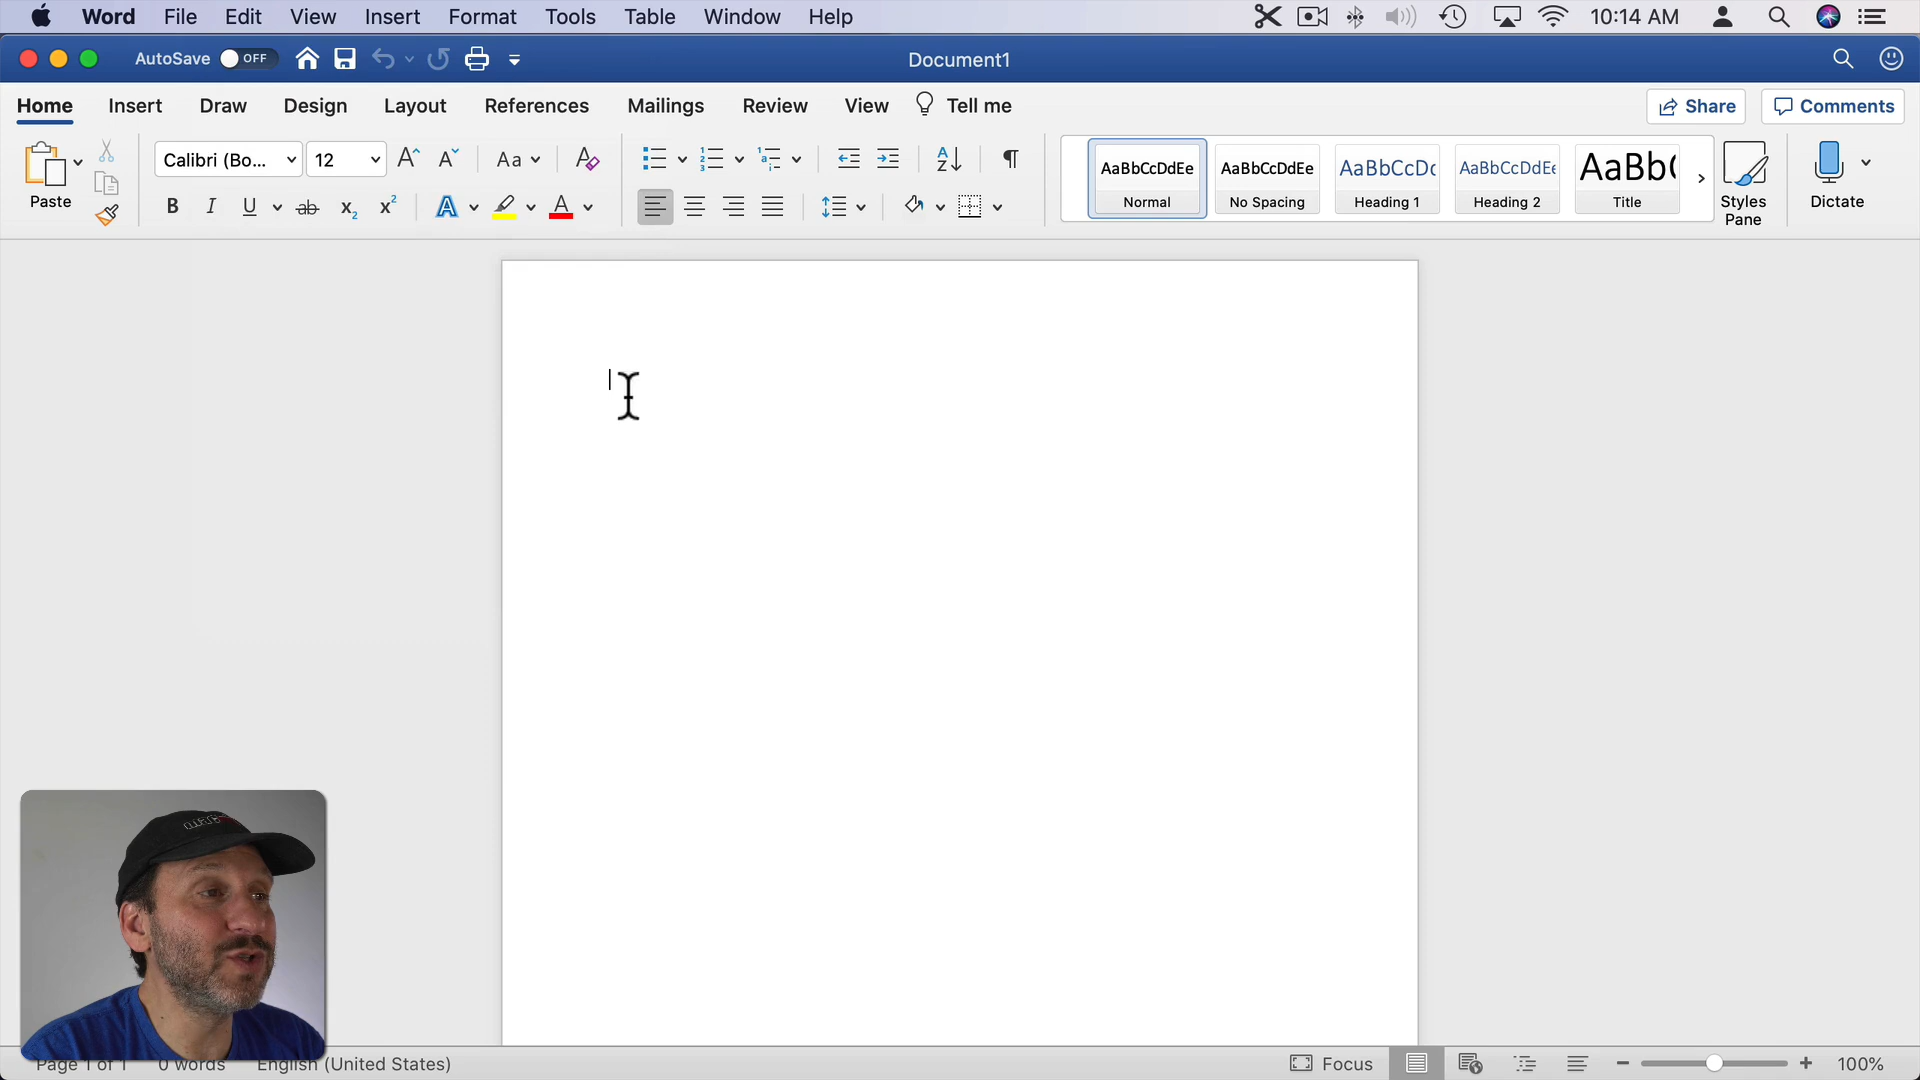 Word File Edit View Insert Format Tools Table Window Help 10:14 AM
AutoSave OFF Document1
Home Insert Draw Design Layout References Mailings Review View Tell me Share Comments
Paste Calibri (Bo... 12 Aa
AaBbCcDdEe AaBbCcDdEe AaBbCcDc AaBbCcDdEe AaBb(
Normal No Spacing Heading 1 Heading 2 Title
Styles
Pane
Dictate
Page 1 of 1 0 words English (United States) Focus 100%